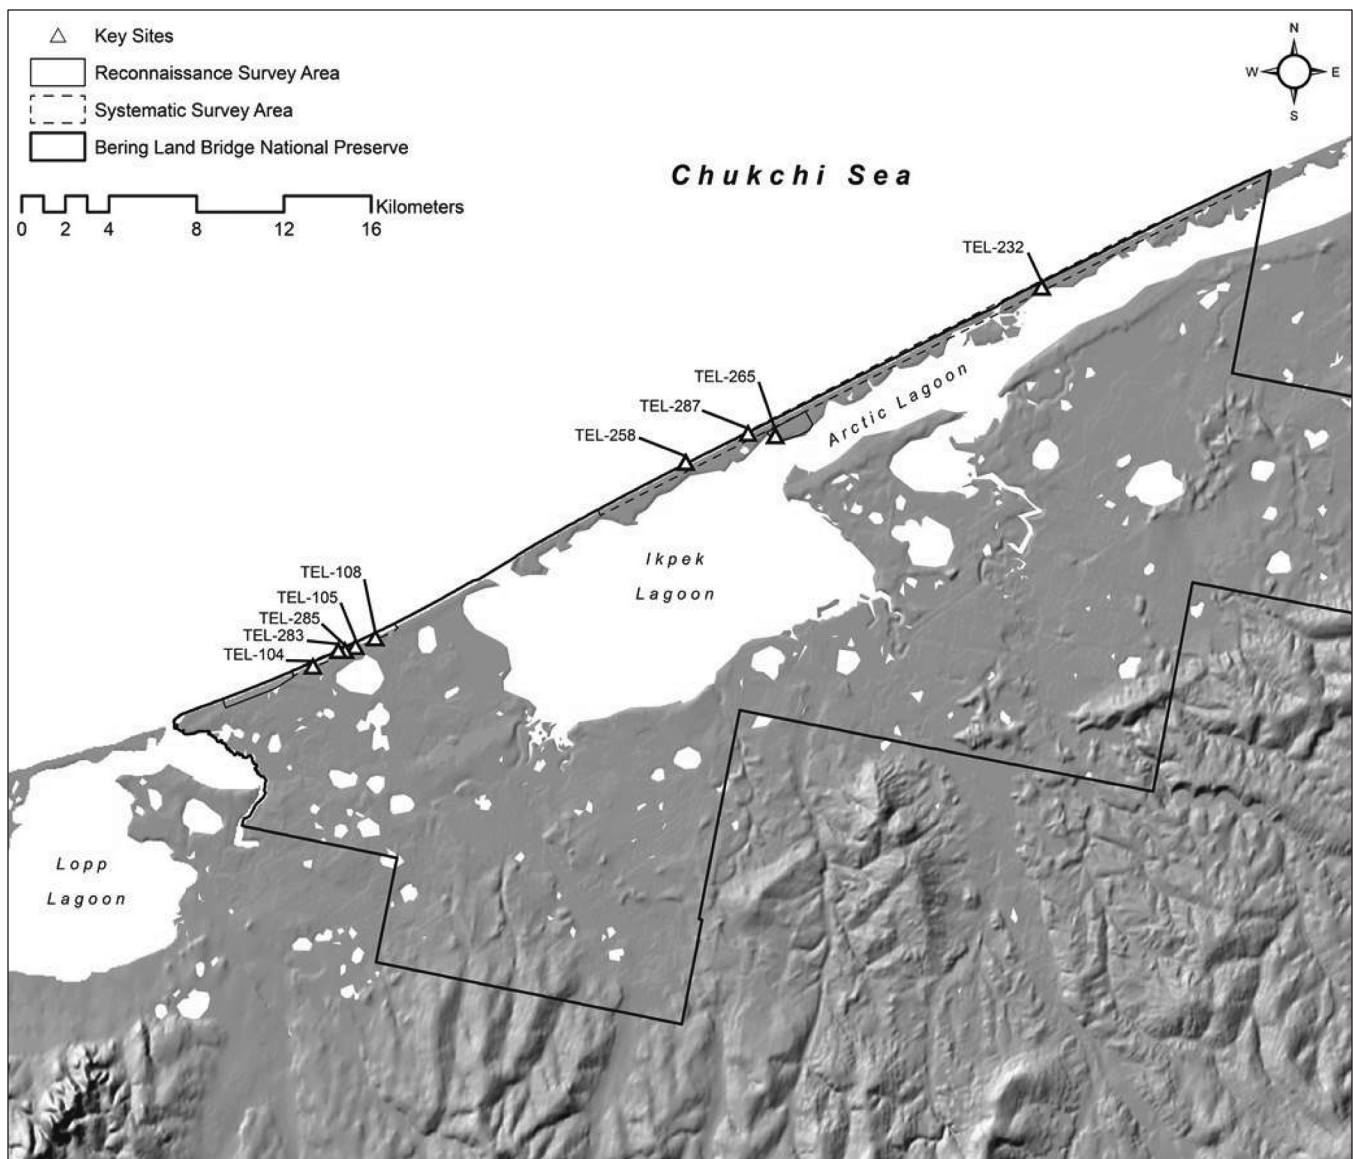 Key Sites
Reconnaissance Survey Area
Systematic Survey Area
Bering Land Bridge National Preserve
Kilometers
0 2 4 8 12 16
N
W E
S
Chukchi Sea
TEL-232
TEL-265
TEL-287
TEL-258
Arctic Lagoon
Ikpek
Lagoon
TEL-108
TEL-105
TEL-285
TEL-283
TEL-104
Lopp
Lagoon